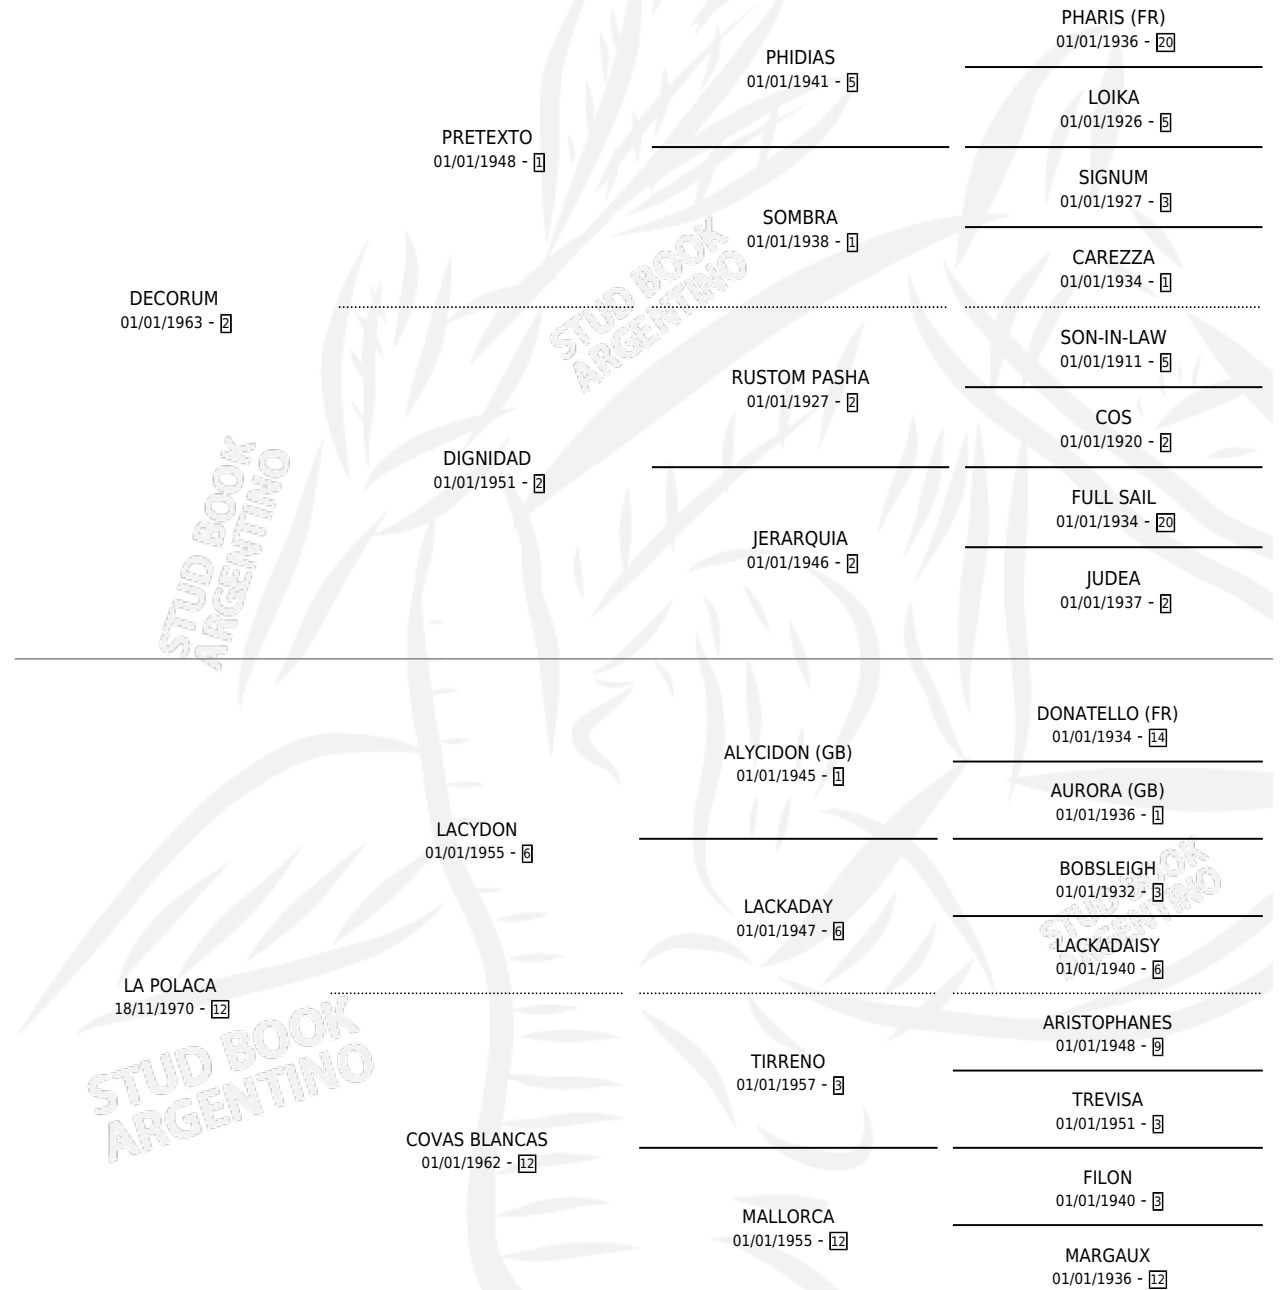 PHARIS (FR)
01/01/1936 - 20
PHIDIAS
01/01/1941 - 5
LOIKA
01/01/1926 - 5
PRETEXTO
01/01/1948 - 1
SIGNUM
01/01/1927 - 3
SOMBRA
01/01/1938 - 1
CAREZZA
01/01/1934 - 1
DECORUM
01/01/1963 - 2
SON-IN-LAW
01/01/1911 - 5
RUSTOM PASHA
01/01/1927 - 2
COS
01/01/1920 - 2
DIGNIDAD
01/01/1951 - 2
FULL SAIL
01/01/1934 - 20
JERARQUIA
01/01/1946 - 2
JUDEA
01/01/1937 - 2
STUD BOOK
ARGENTINO
STUD BOOK
ARGENTINO
DONATELLO (FR)
01/01/1934 - 14
ALYCIDON (GB)
01/01/1945 - 1
AURORA (GB)
01/01/1936 - 1
LACYDON
01/01/1955 - 6
BOBSLEIGH
01/01/1932 - 3
LACKADAY
01/01/1947 - 6
LACKADAISY
01/01/1940 - 6
LA POLACA
18/11/1970 - 12
ARISTOPHANES
01/01/1948 - 9
TIRRENO
01/01/1957 - 3
TREVISA
01/01/1951 - 3
COVAS BLANCAS
01/01/1962 - 12
FILON
01/01/1940 - 3
MALLORCA
01/01/1955 - 12
MARGAUX
01/01/1936 - 12
STUD BOOK
ARGENTINO
STUD BOOK
ARGENTINO